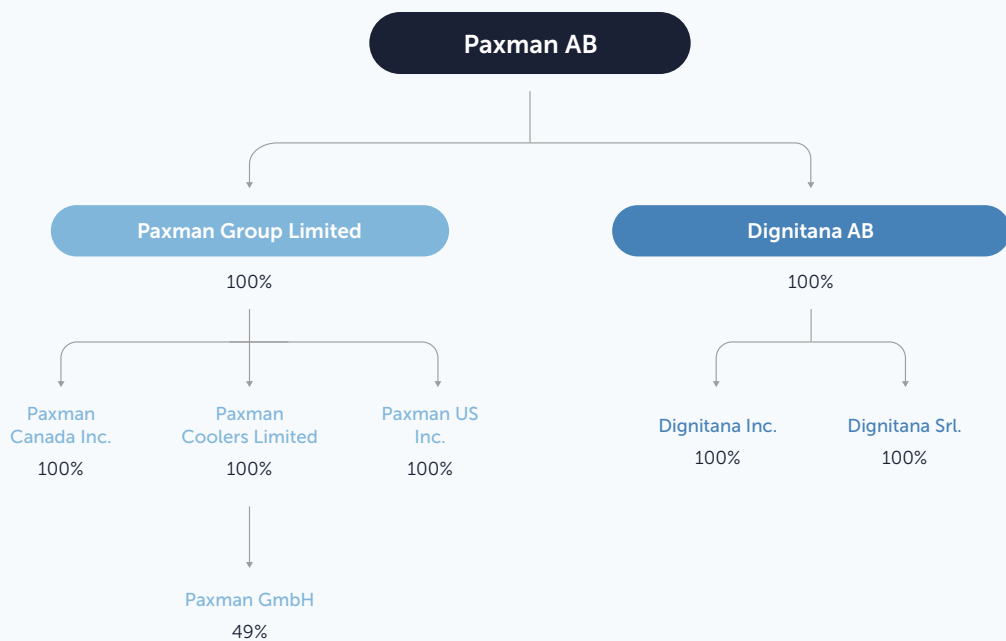 Paxman AB
Paxman Group Limited
100%
Dignitana AB
100%
Paxman
Canada Inc.
100%
Paxman
Coolers Limited
100%
Paxman US
Inc.
100%
Dignitana Inc.
100%
Dignitana Srl.
100%
Paxman GmbH
49%